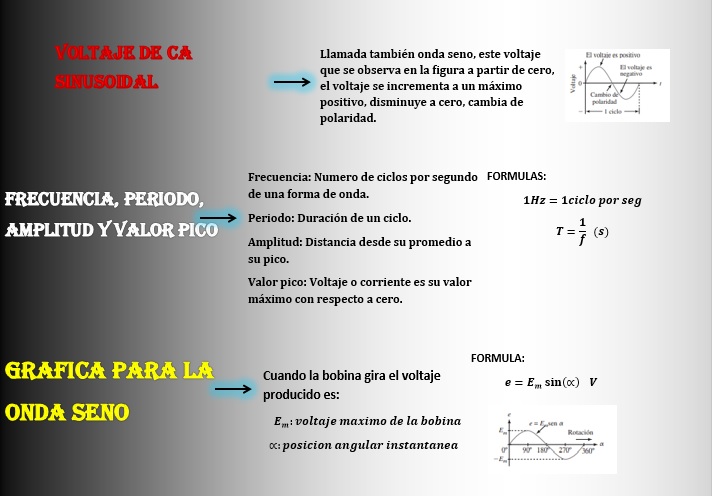 VOLTAJE DE CA
SINUSOIDAL
Llamada también onda seno, este voltaje
que se observa en la figura a partir de cero,
el voltaje se incrementa a un máximo
positivo, disminuye a cero, cambia de
polaridad.
El voltaje es positivo
El voltaje es
negativo
Voltaje
+
0
t
Cambio de
polaridad
−
1 ciclo
FRECUENCIA, PERIODO,
AMPLITUD Y VALOR PICO
Frecuencia: Numero de ciclos por segundo
de una forma de onda.
Periodo: Duración de un ciclo.
Amplitud: Distancia desde su promedio a
su pico.
Valor pico: Voltaje o corriente es su valor
máximo con respecto a cero.
FORMULAS:
1Hz = 1ciclo por seg
T = 1/f (s)
GRAFICA PARA LA
ONDA SENO
Cuando la bobina gira el voltaje
producido es:
E_m: voltaje maximo de la bobina
∝: posicion angular instantanea
FORMULA:
e = E_m sin(∝) V
e
e = E_m sen α
E_m
Rotación
0° 90° 180° 270° 360° α
−E_m